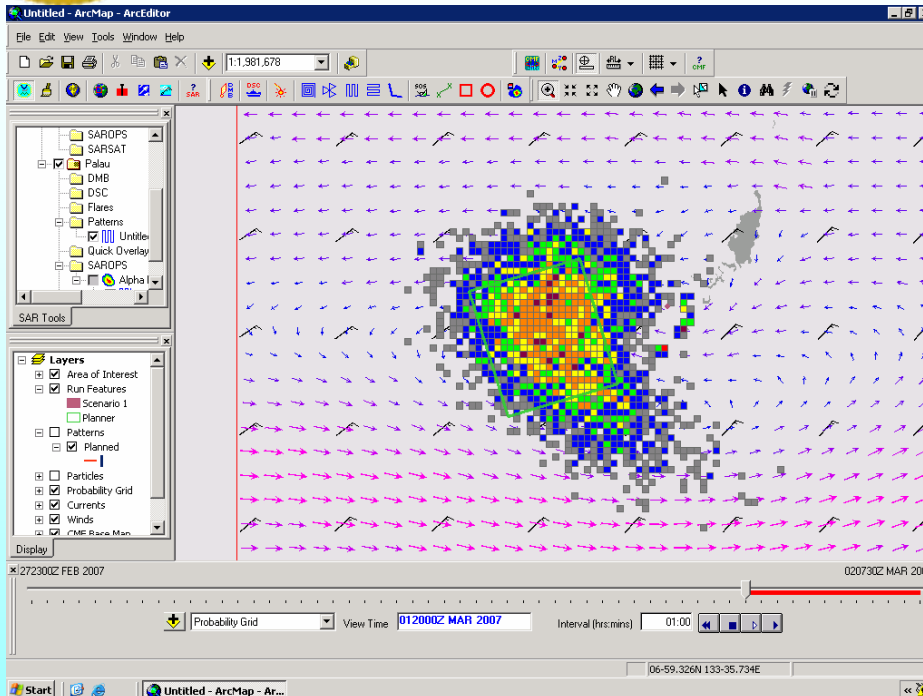 Untitled - ArcMap - ArcEditor
File Edit View Tools Window Help
1:1,981,678
? CMF
? SAR
DSC
SOS
SAROPS
SARSAT
Palau
DMB
DSC
Flares
Patterns
Quick Overlay
SAROPS
Alpha
SAR Tools
Layers
Area of Interest
Run Features
Scenario 1
Planner
Patterns
Planned
Particles
Probability Grid
Currents
Winds
CMF Base Map
Display
272300Z FEB 2007
020730Z MAR 200
Probability Grid
View Time
012000Z MAR 2007
Interval (hrs:mins)
01:00
06-59.326N 133-35.734E
Start
Untitled - ArcMap - Ar...